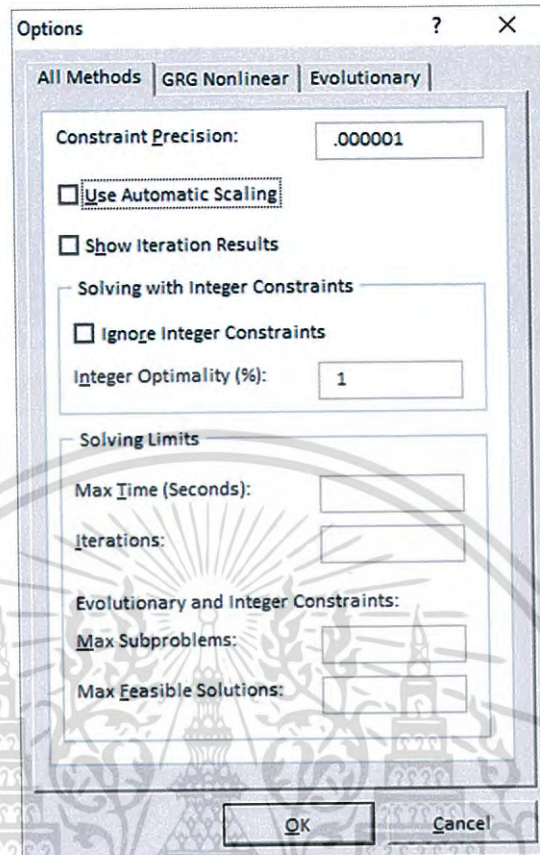 Options ? ×
All Methods GRG Nonlinear Evolutionary
Constraint Precision: .000001
Use Automatic Scaling
Show Iteration Results
Solving with Integer Constraints
Ignore Integer Constraints
Integer Optimality (%): 1
Solving Limits
Max Time (Seconds):
Iterations:
Evolutionary and Integer Constraints:
Max Subproblems:
Max Feasible Solutions:
OK Cancel